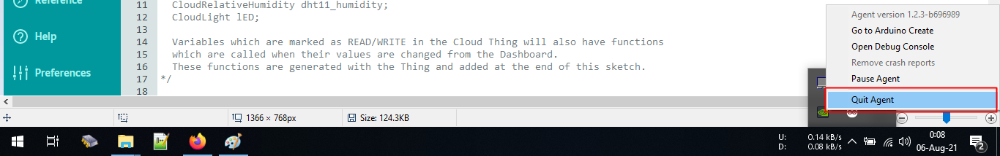 Reference
Help
Preferences
11 CloudRelativeHumidity dht11_humidity;
12 CloudLight lED;
13
14 Variables which are marked as READ/WRITE in the Cloud Thing will also have functions
15 which are called when their values are changed from the Dashboard.
16 These functions are generated with the Thing and added at the end of this sketch.
17 */
18
Agent version 1.2.3-b696989
Go to Arduino Create
Open Debug Console
Remove crash reports
Pause Agent
Quit Agent
1366 × 768px
Size: 124.3KB
U: 0.14 kB/s
D: 0.08 kB/s
0:08
06-Aug-21
2